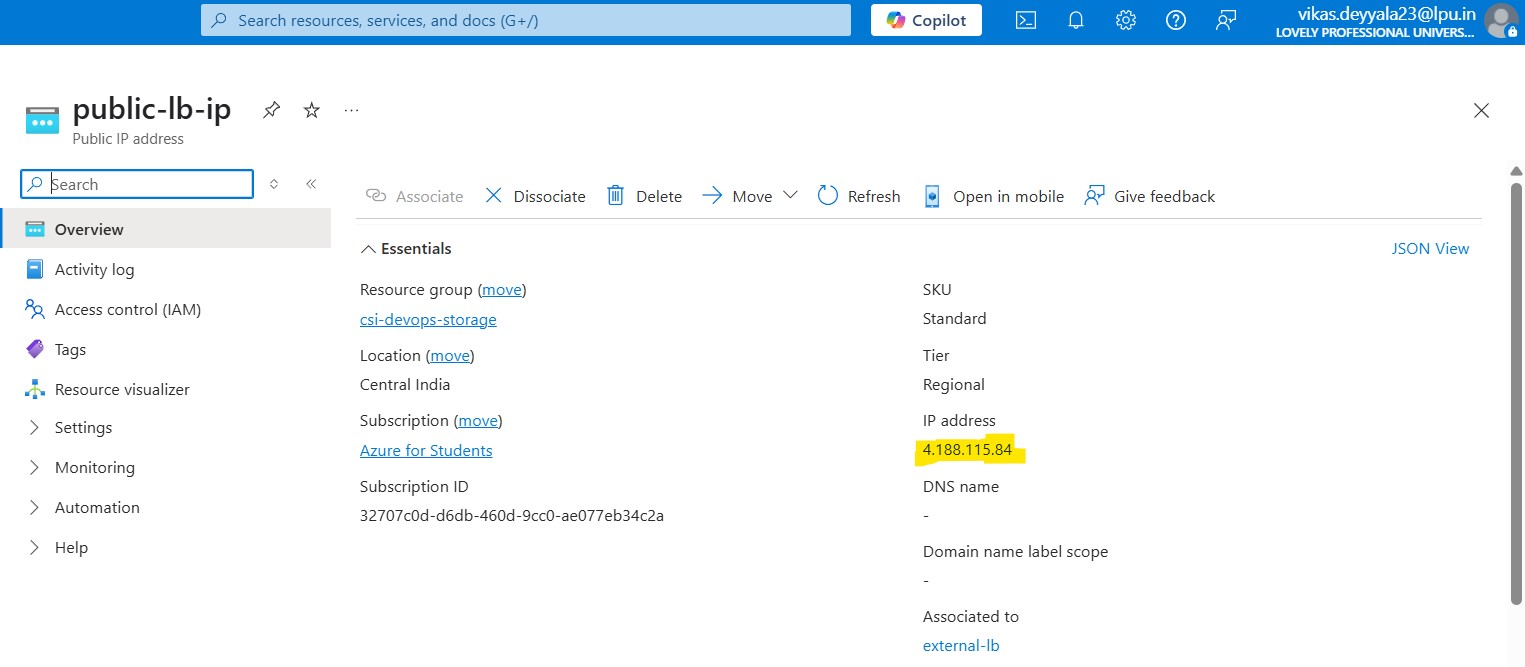 Search resources, services, and docs (G+/)
Copilot
vikas.deyyala23@lpu.in
LOVELY PROFESSIONAL UNIVERS...
public-lb-ip
Public IP address
Search
Overview
Activity log
Access control (IAM)
Tags
Resource visualizer
Settings
Monitoring
Automation
Help
Associate Dissociate Delete Move Refresh Open in mobile Give feedback
Essentials
JSON View
Resource group (move)
csi-devops-storage
Location (move)
Central India
Subscription (move)
Azure for Students
Subscription ID
32707c0d-d6db-460d-9cc0-ae077eb34c2a
SKU
Standard
Tier
Regional
IP address
4.188.115.84
DNS name
-
Domain name label scope
-
Associated to
external-lb